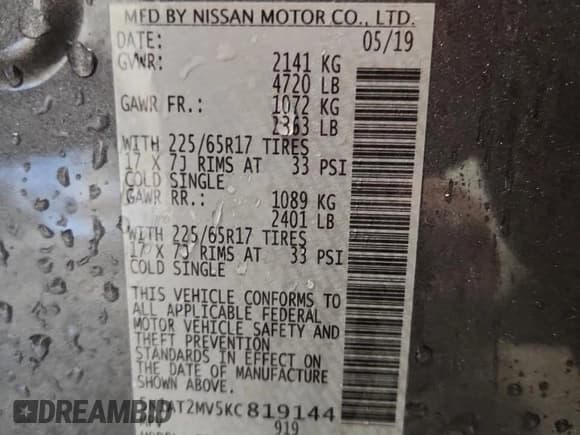 MFD BY NISSAN MOTOR CO., LTD.
DATE: 05/19
GVWR: 2141 KG
4720 LB
GAWR FR.: 1072 KG
2363 LB
WITH 225/65R17 TIRES
17 X 7J RIMS AT 33 PSI
COLD SINGLE
GAWR RR.: 1089 KG
2401 LB
WITH 225/65R17 TIRES
17 X 7J RIMS AT 33 PSI
COLD SINGLE
THIS VEHICLE CONFORMS TO
ALL APPLICABLE FEDERAL
MOTOR VEHICLE SAFETY AND
THEFT PREVENTION
STANDARDS IN EFFECT ON
THE DATE OF MANUFACTURE
SHOWN ABOVE.
AT2MV5KC819144
919
DREAMBID